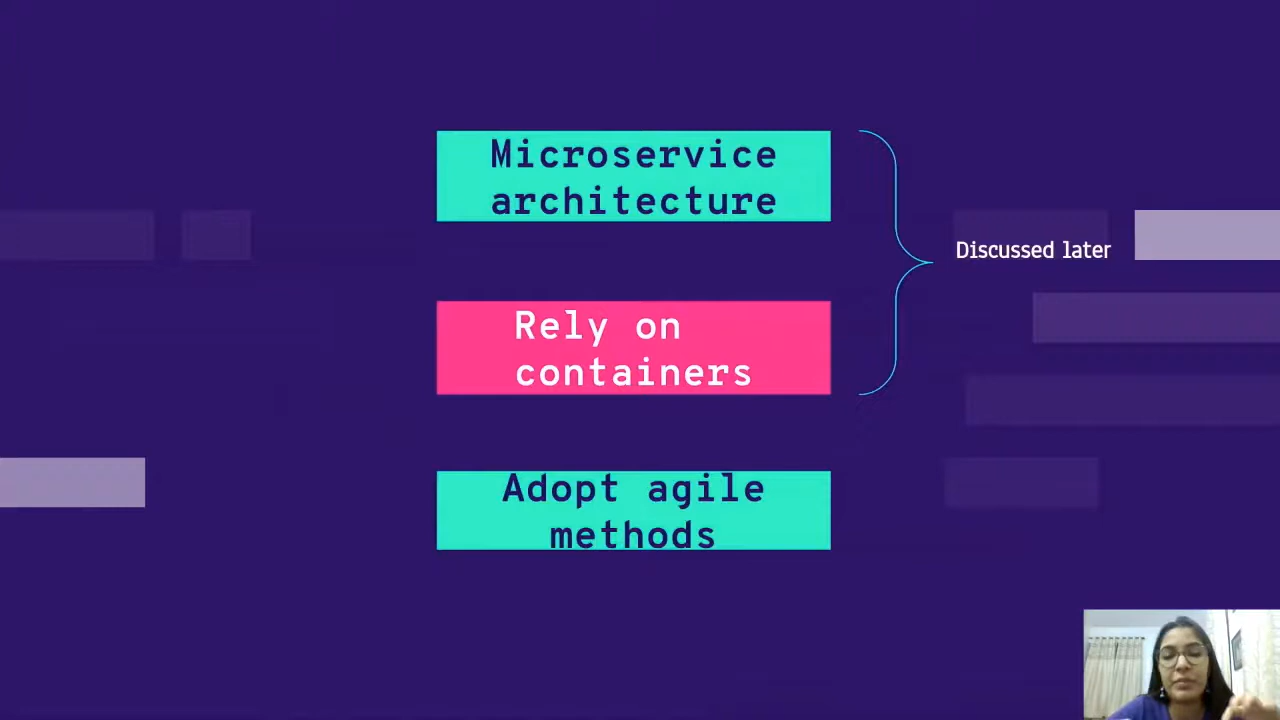 Microservice
architecture
Discussed later
Rely on
containers
Adopt agile
methods